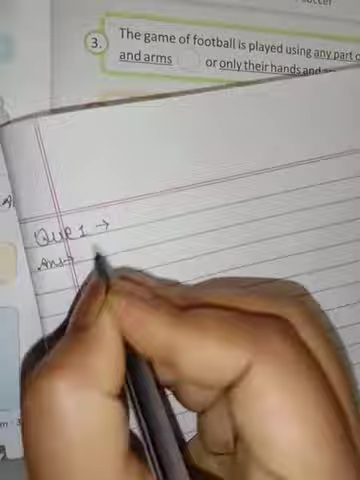 soccer
3. The game of football is played using any part o
and arms or only their hands and
Que 1 →
Ans →